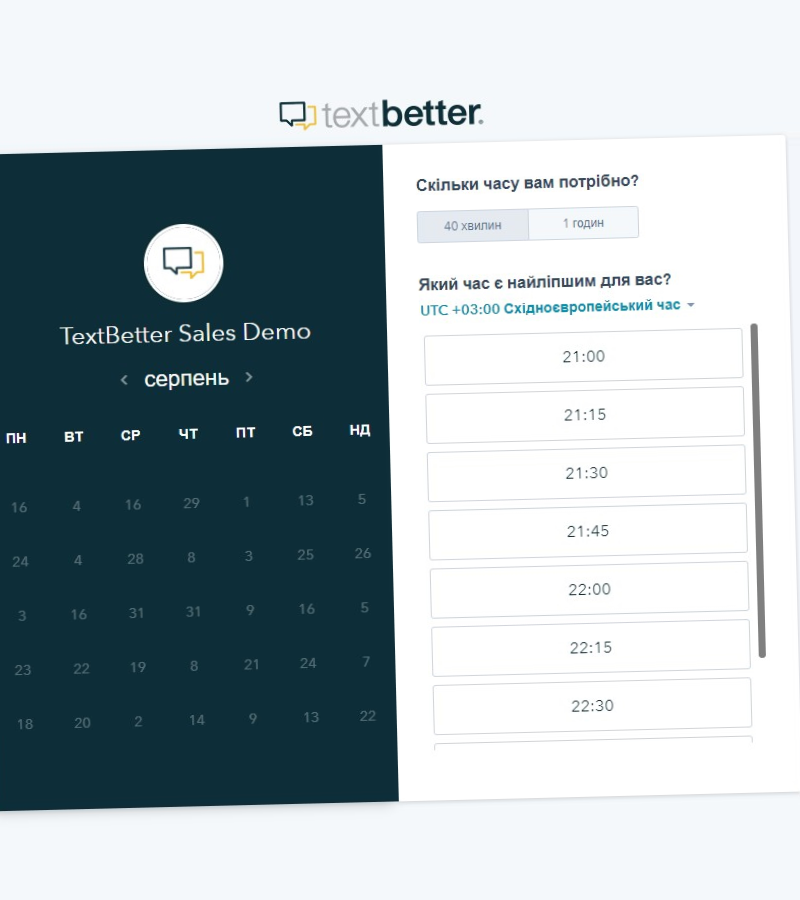 textbetter.
TextBetter Sales Demo
серпень
ПН ВТ СР ЧТ ПТ СБ НД
16 4 16 29 1 13 5
24 4 28 8 3 25 26
3 16 31 31 9 16 5
23 22 19 8 21 24 7
18 20 2 14 9 13 22
Скільки часу вам потрібно?
40 хвилин 1 годин
Який час є найліпшим для вас?
UTC +03:00 Східноєвропейський час
21:00
21:15
21:30
21:45
22:00
22:15
22:30